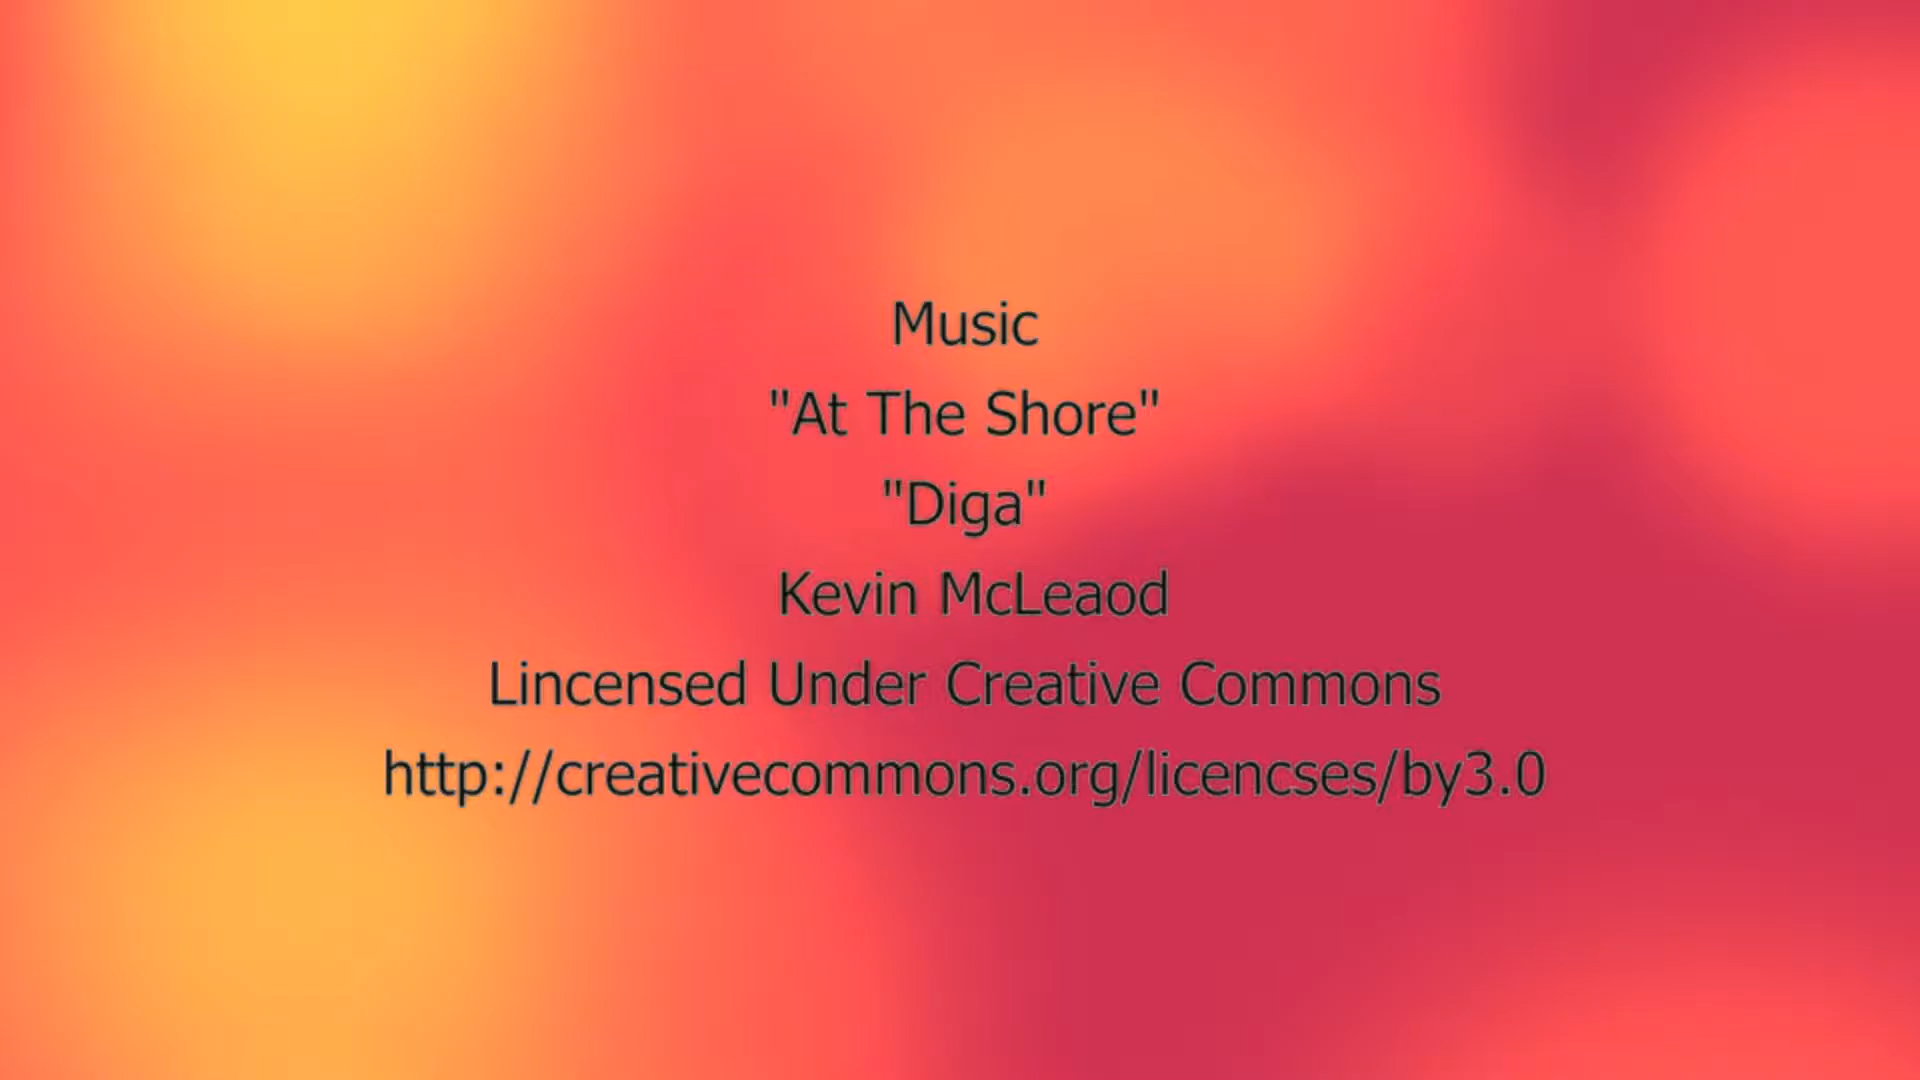 Music
"At The Shore"
"Diga"
Kevin McLeaod
Lincensed Under Creative Commons
http://creativecommons.org/licencses/by3.0